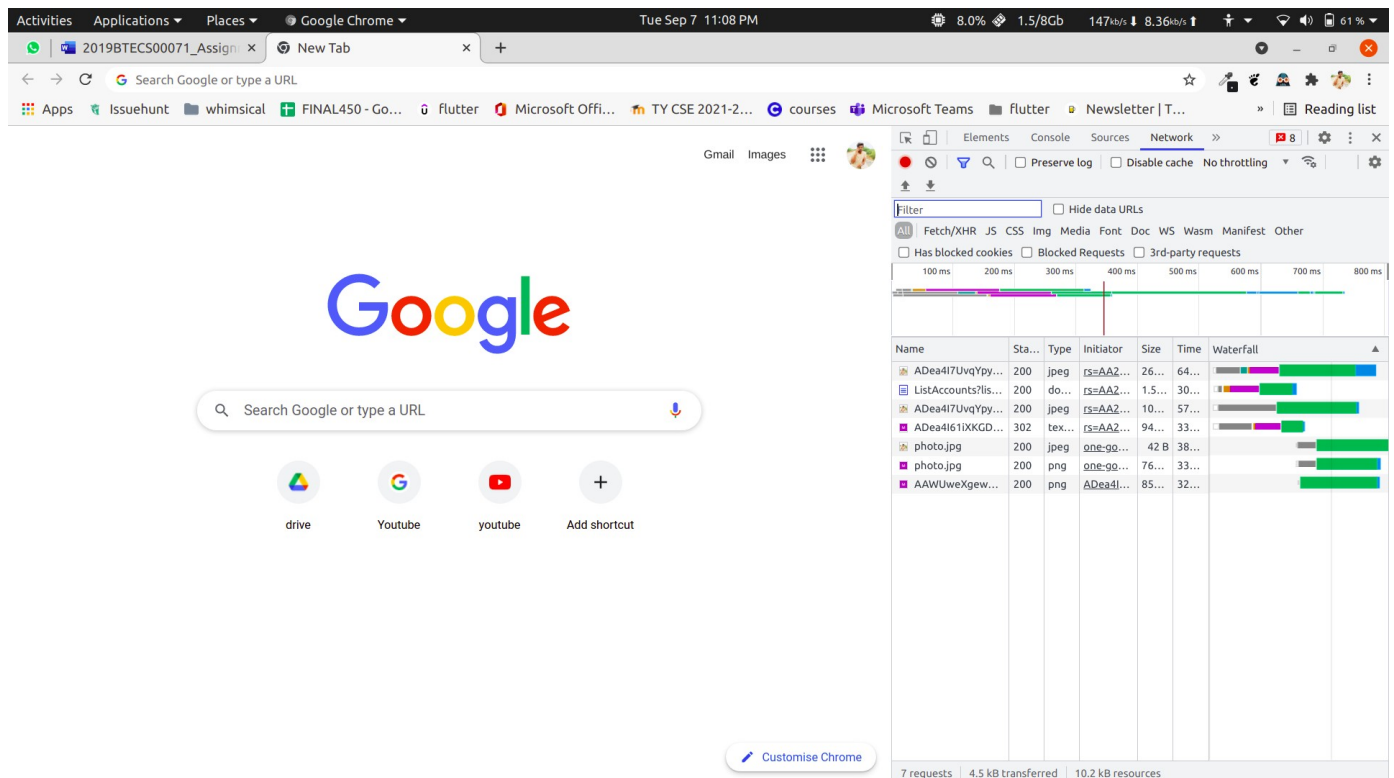 Activities Applications Places Google Chrome Tue Sep 7 11:08 PM 8.0% 1.5/8Gb 147kb/s 8.36kb/s 61 %
2019BTECS00071_Assign New Tab
Search Google or type a URL
Apps Issuehunt whimsical FINAL450 - Go... flutter Microsoft Offi... TY CSE 2021-2... courses Microsoft Teams flutter Newsletter | T... » Reading list
Elements Console Sources Network » 8
Gmail Images
Preserve log Disable cache No throttling
Filter Hide data URLs
All Fetch/XHR JS CSS Img Media Font Doc WS Wasm Manifest Other
Has blocked cookies Blocked Requests 3rd-party requests
100 ms 200 ms 300 ms 400 ms 500 ms 600 ms 700 ms 800 ms
Google
Name Sta... Type Initiator Size Time Waterfall
ADea4I7UvqYpy... 200 jpeg rs=AA2... 26... 64...
ListAccounts?lis... 200 do... rs=AA2... 1.5... 30...
ADea4I7UvqYpy... 200 jpeg rs=AA2... 10... 57...
ADea4I61iXKGD... 302 tex... rs=AA2... 94... 33...
photo.jpg 200 jpeg one-go... 42 B 38...
photo.jpg 200 png one-go... 76... 33...
AAWUweXgew... 200 png ADea4I... 85... 32...
Search Google or type a URL
drive Youtube youtube Add shortcut
Customise Chrome
7 requests 4.5 kB transferred 10.2 kB resources